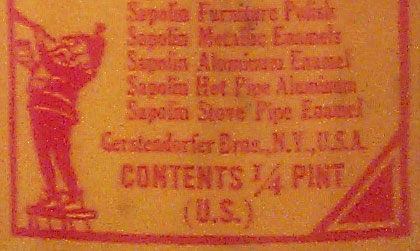 Sapolin Furniture Polish
Sapolin Metallic Enamels
Sapolin Aluminum Enamel
Sapolin Hot Pipe Aluminum
Sapolin Stove Pipe Enamel
Gerstendorfer Bros., N.Y., U.S.A.
CONTENTS 1/4 PINT
(U.S.)